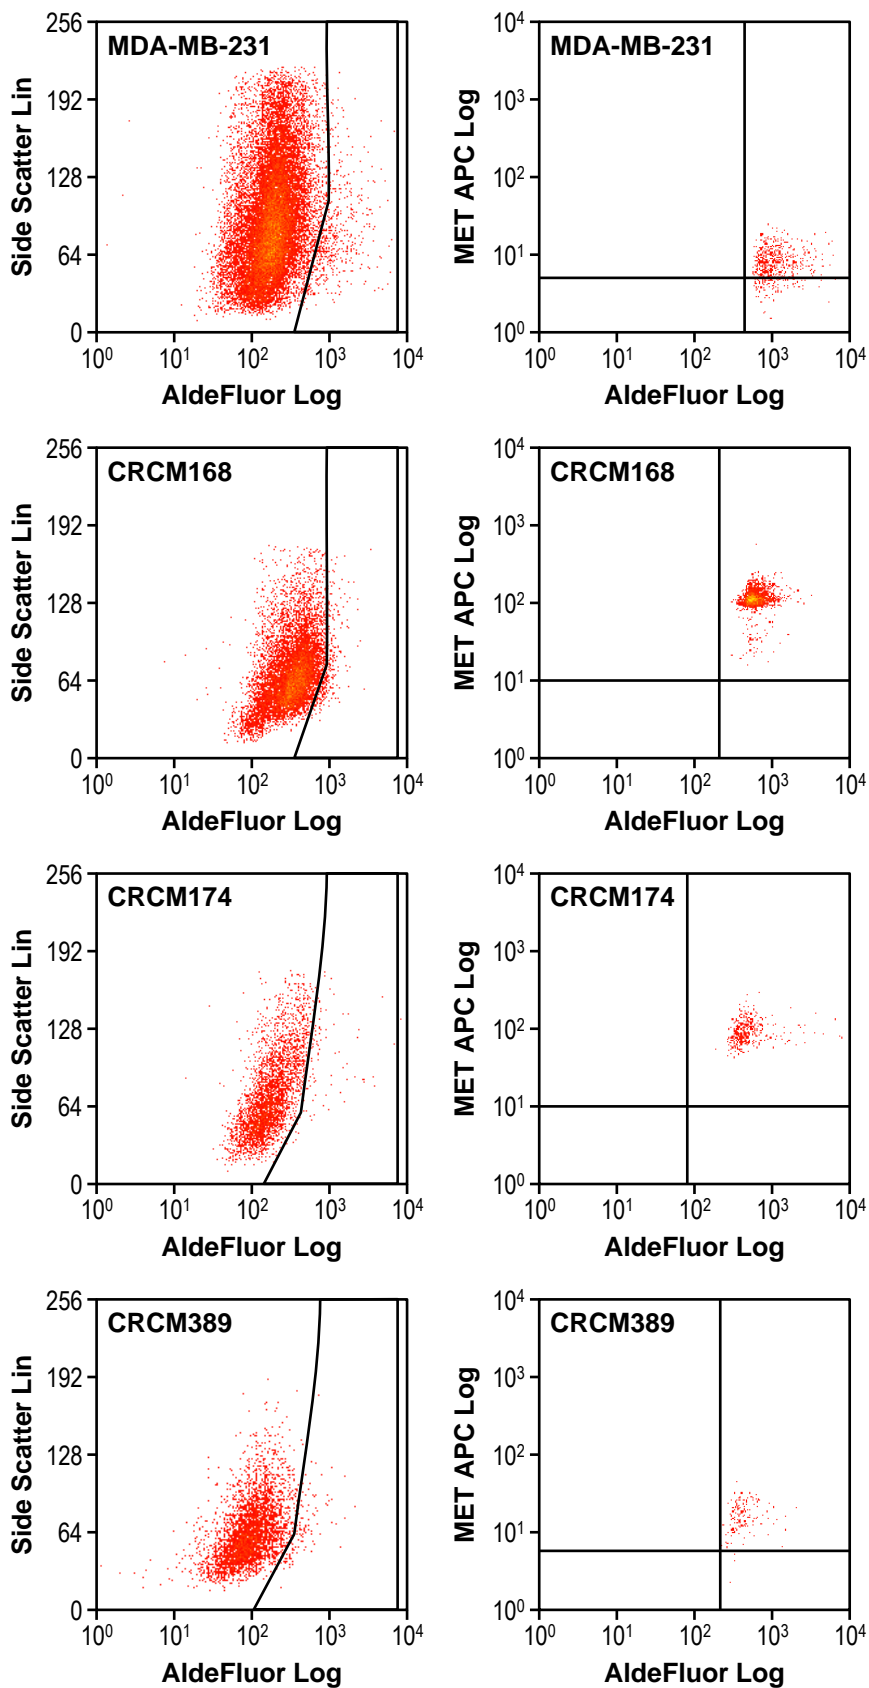 MDA-MB-231
Side Scatter Lin
256
192
128
64
0
10⁰ 10¹ 10² 10³ 10⁴
AldeFluor Log
MDA-MB-231
MET APC Log
10⁴
10³
10²
10¹
10⁰
10⁰ 10¹ 10² 10³ 10⁴
AldeFluor Log
CRCM168
Side Scatter Lin
256
192
128
64
0
10⁰ 10¹ 10² 10³ 10⁴
AldeFluor Log
CRCM168
MET APC Log
10⁴
10³
10²
10¹
10⁰
10⁰ 10¹ 10² 10³ 10⁴
AldeFluor Log
CRCM174
Side Scatter Lin
256
192
128
64
0
10⁰ 10¹ 10² 10³ 10⁴
AldeFluor Log
CRCM174
MET APC Log
10⁴
10³
10²
10¹
10⁰
10⁰ 10¹ 10² 10³ 10⁴
AldeFluor Log
CRCM389
Side Scatter Lin
256
192
128
64
0
10⁰ 10¹ 10² 10³ 10⁴
AldeFluor Log
CRCM389
MET APC Log
10⁴
10³
10²
10¹
10⁰
10⁰ 10¹ 10² 10³ 10⁴
AldeFluor Log